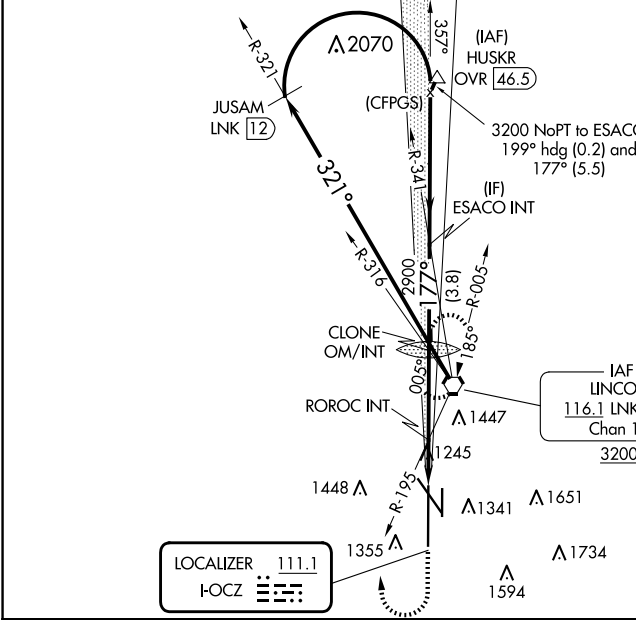 R-321
2070
357°
(IAF)
HUSKR
OVR 46.5
(CFPGS)
JUSAM
LNK 12
3200 NoPT to ESACO
199° hdg (0.2) and
177° (5.5)
321°
R-341
(IF)
ESACO INT
R-316
2900
177°
(3.8)
R-005
CLONE
OM/INT
185°
005°
IAF
LINCO
116.1 LNK
Chan 1
3200
ROROC INT
1447
1245
1448
R-195
1341
1651
1355
1734
1594
LOCALIZER 111.1
I-OCZ